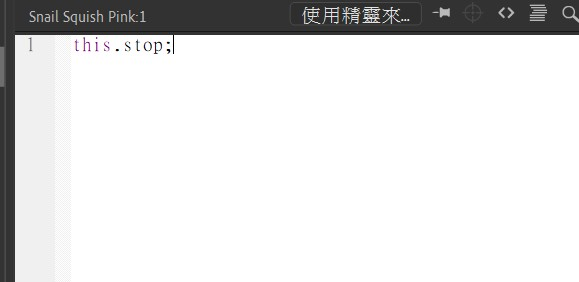 Snail Squish Pink:1
使用精靈來...
1 this.stop;